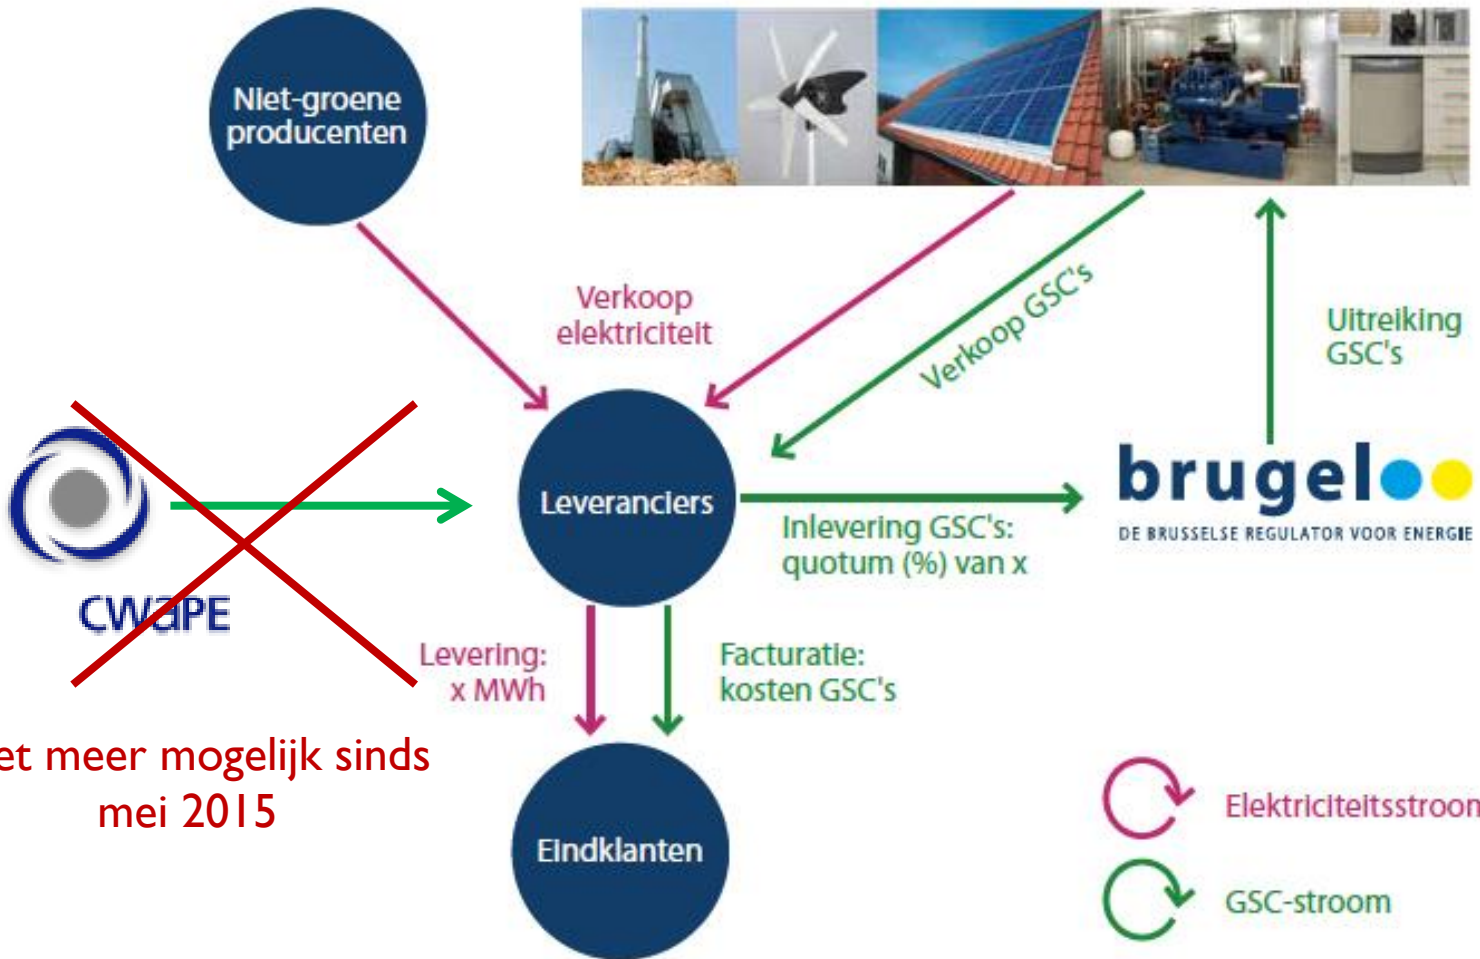 Niet-groene
producenten
Verkoop
elektriciteit
Verkoop GSC's
Uitreiking
GSC's
cwape
Leveranciers
Inlevering GSC's:
quotum (%) van x
brugel
DE BRUSSELSE REGULATOR VOOR ENERGIE
Levering:
x MWh
Facturatie:
kosten GSC's
et meer mogelijk sinds
mei 2015
Eindklanten
Elektriciteitsstroon
GSC-stroom